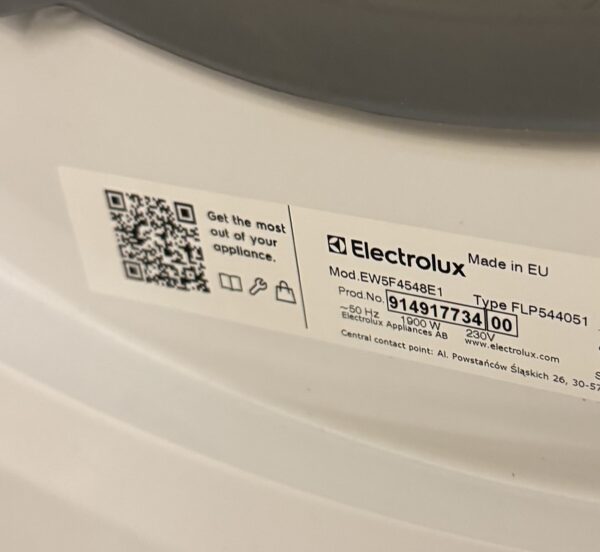 Get the most
out of your
appliance.
Electrolux Made in EU
Mod.EW5F4548E1 Type FLP544051
Prod.No. 914917734 00
~50 Hz 1900 W 230V
Electrolux Appliances AB www.electrolux.com
Central contact point: Al. Powstańców Śląskich 26, 30-57